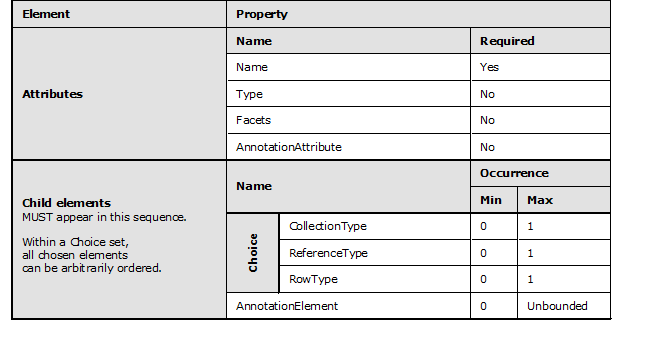 Element Property
Name Required
Attributes
Name Yes
Type No
Facets No
AnnotationAttribute No
Child elements
MUST appear in this sequence.
Within a Choice set,
all chosen elements
can be arbitrarily ordered.
Name Occurrence
Min Max
Choice
CollectionType 0 1
ReferenceType 0 1
RowType 0 1
AnnotationElement 0 Unbounded